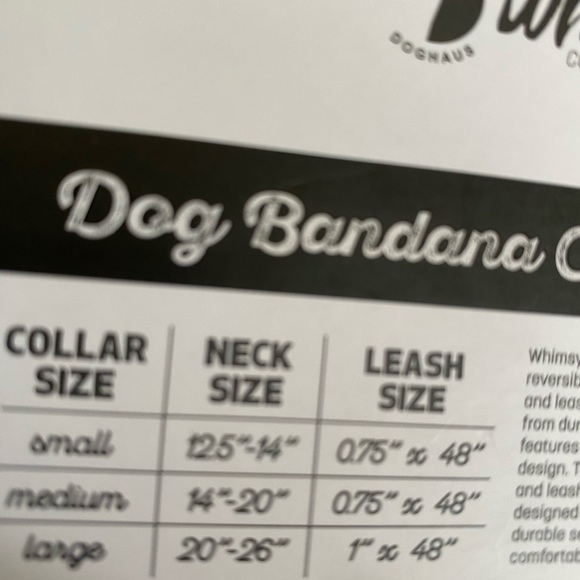 DOGHAUS
Dog Bandana
COLLAR SIZE NECK SIZE LEASH SIZE
small 12.5"-14" 0.75" x 48"
medium 14"-20" 0.75" x 48"
large 20"-26" 1" x 48"
Whimsy
reversib
and leas
from dur
features
design. T
and leash
designed
durable se
comfortab